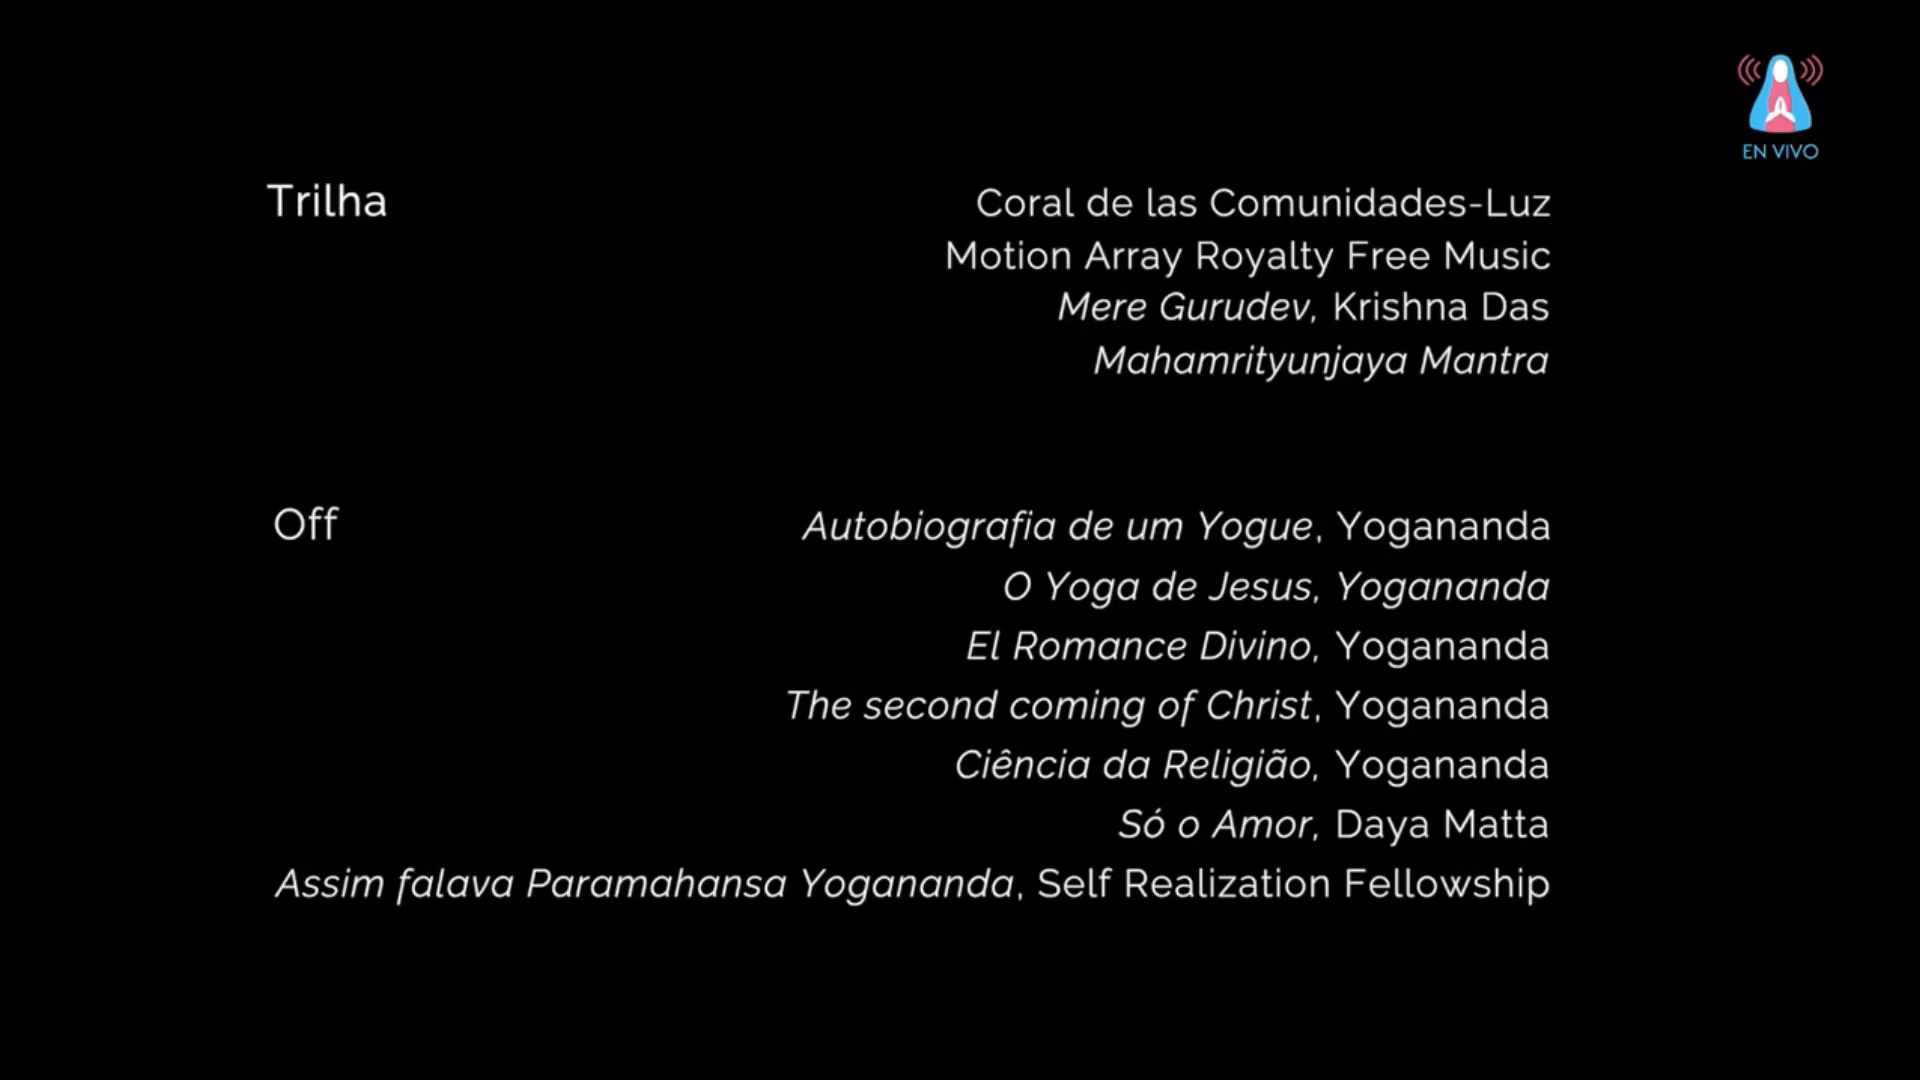 EN VIVO
Trilha
Coral de las Comunidades-Luz
Motion Array Royalty Free Music
Mere Gurudev, Krishna Das
Mahamrityunjaya Mantra
Off
Autobiografia de um Yogue, Yogananda
O Yoga de Jesus, Yogananda
El Romance Divino, Yogananda
The second coming of Christ, Yogananda
Ciência da Religião, Yogananda
Só o Amor, Daya Matta
Assim falava Paramahansa Yogananda, Self Realization Fellowship